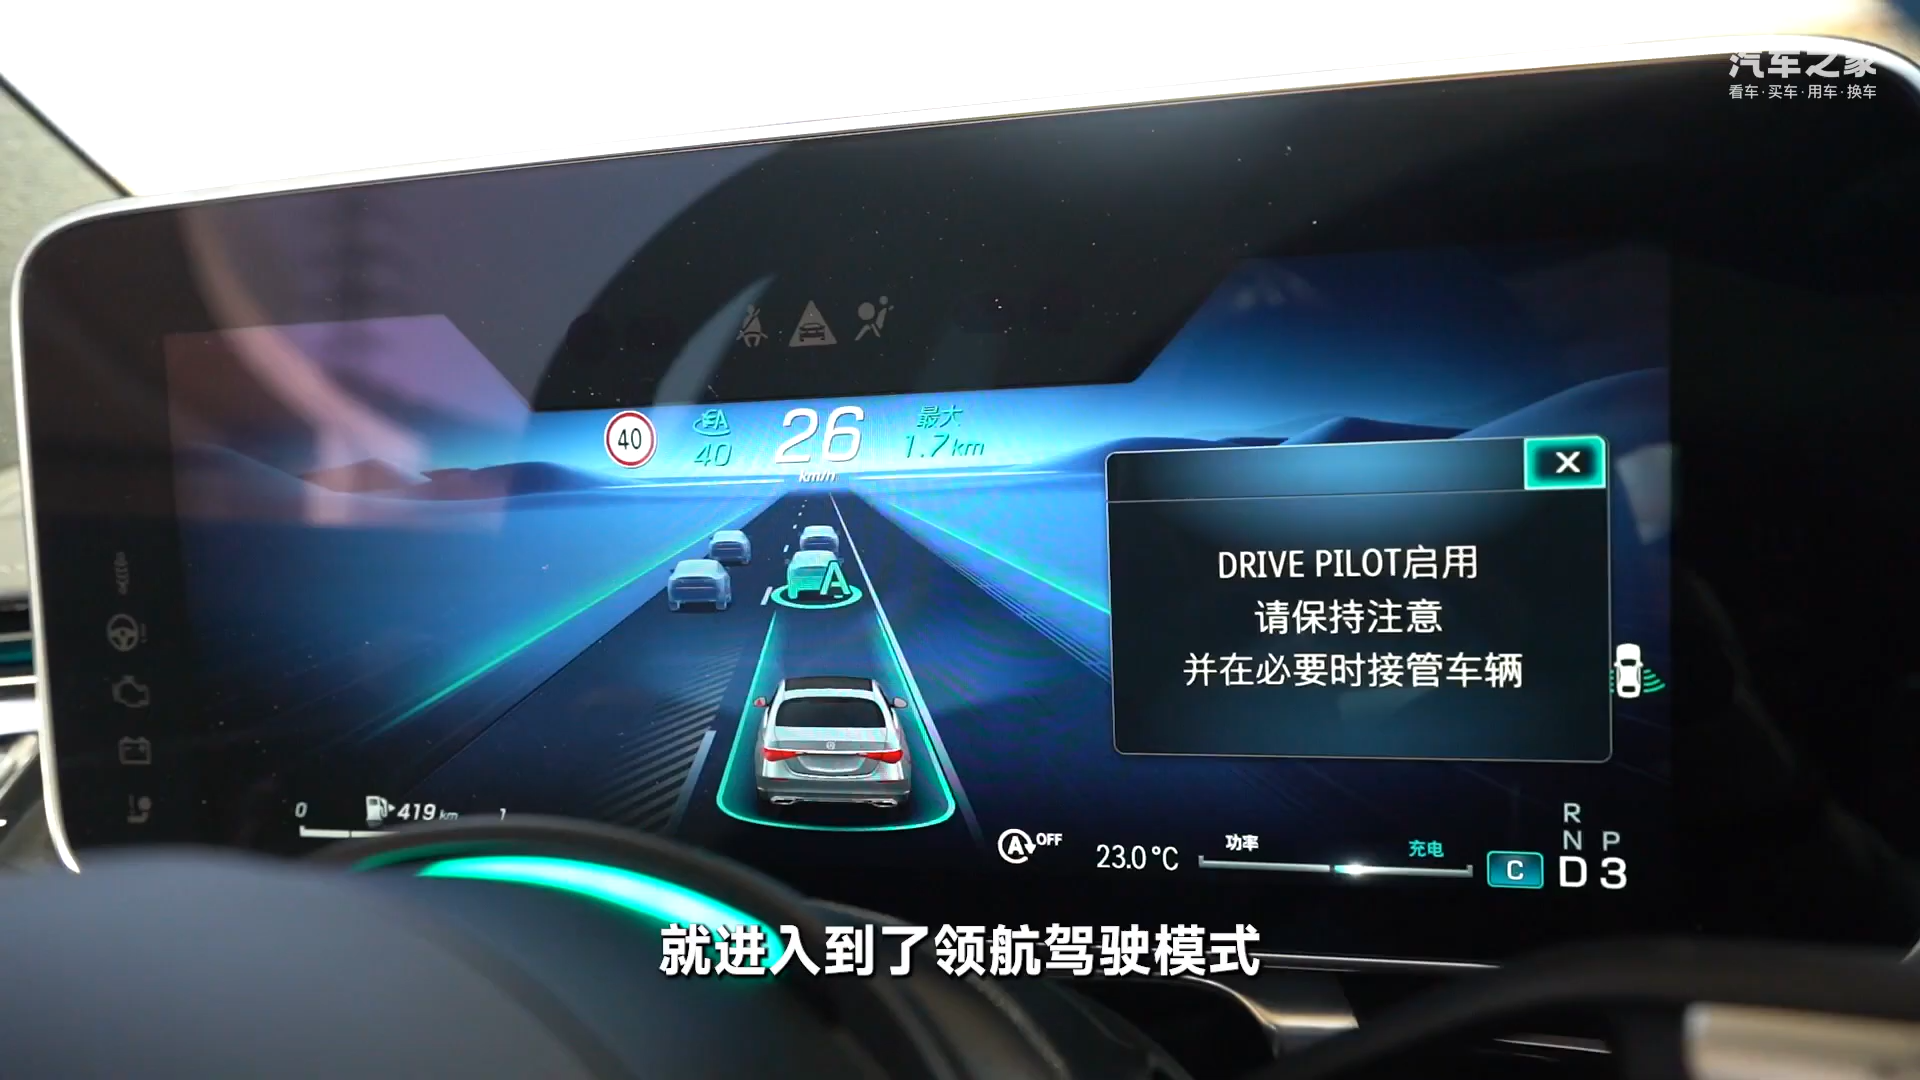 汽车之家
看车·买车·用车·换车
40
40
26
km/h
最大
1.7km
A
DRIVE PILOT启用
请保持注意
并在必要时接管车辆
0
419 km
1
A OFF
23.0°C
功率
充电
C
R
N P
D 3
就进入到了领航驾驶模式